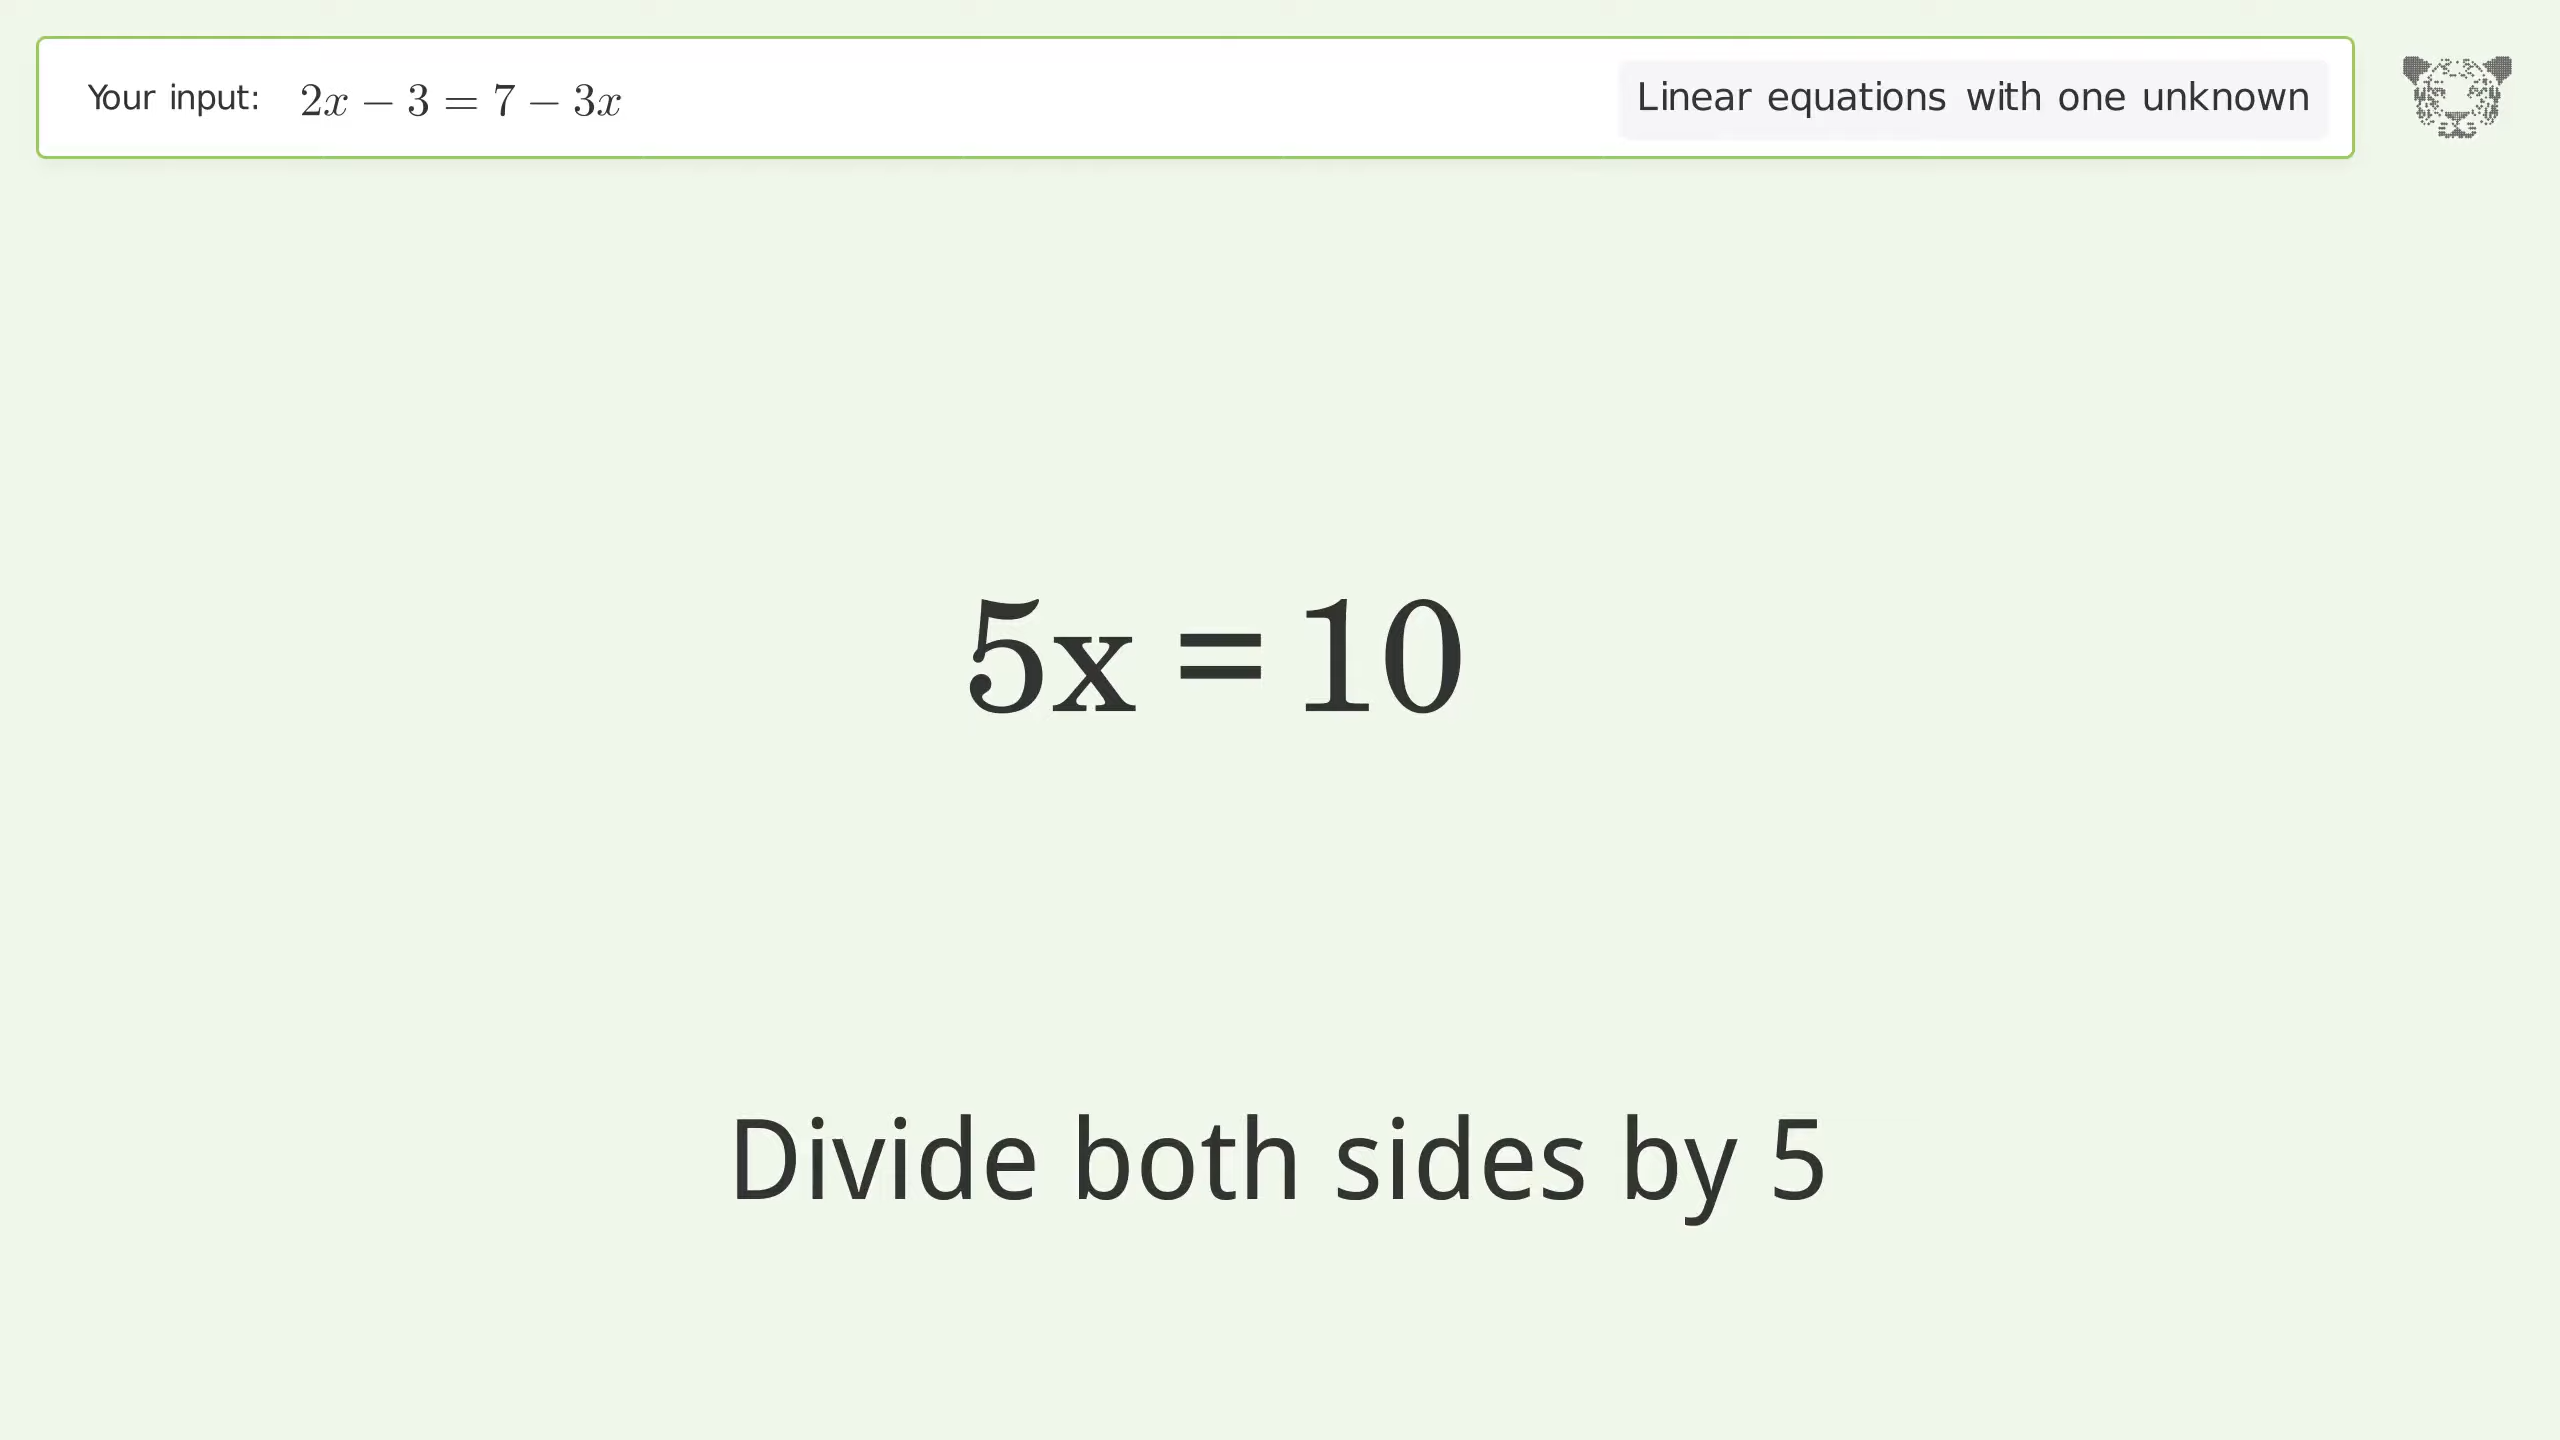 Your input: 2x − 3 = 7 − 3x
Linear equations with one unknown
5x = 10
Divide both sides by 5